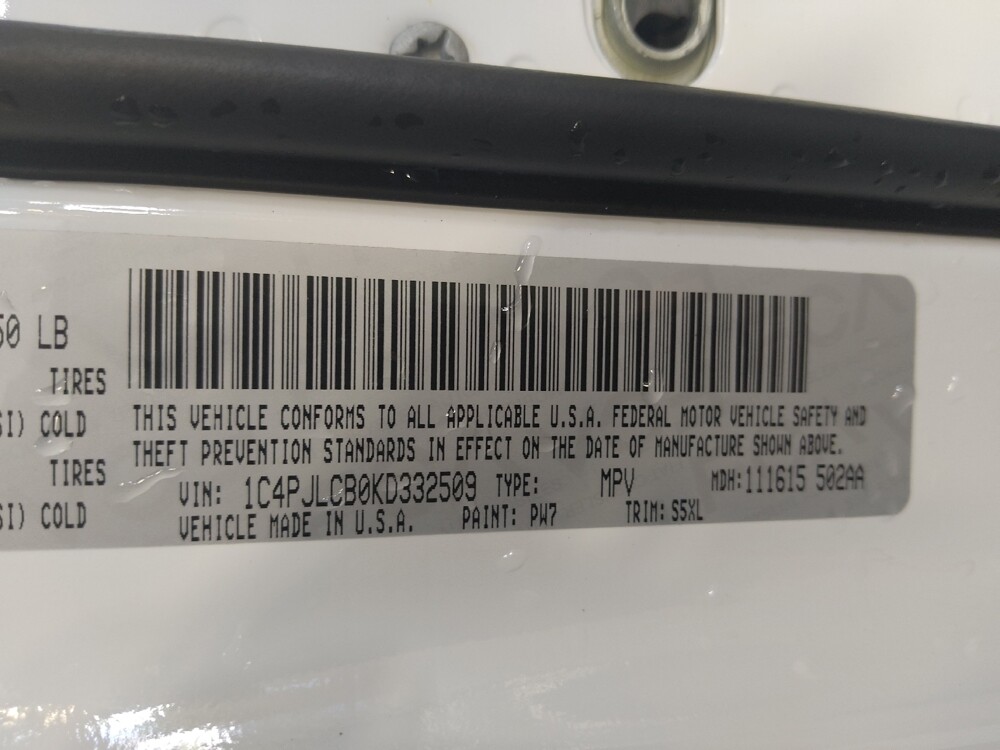 50 LB
TIRES
SI) COLD
TIRES
SI) COLD
THIS VEHICLE CONFORMS TO ALL APPLICABLE U.S.A. FEDERAL MOTOR VEHICLE SAFETY AND
THEFT PREVENTION STANDARDS IN EFFECT ON THE DATE OF MANUFACTURE SHOWN ABOVE.
VIN: 1C4PJLCB0KD332509 TYPE: MPV MDH:111615 502AA
VEHICLE MADE IN U.S.A. PAINT: PW7 TRIM: S5XL